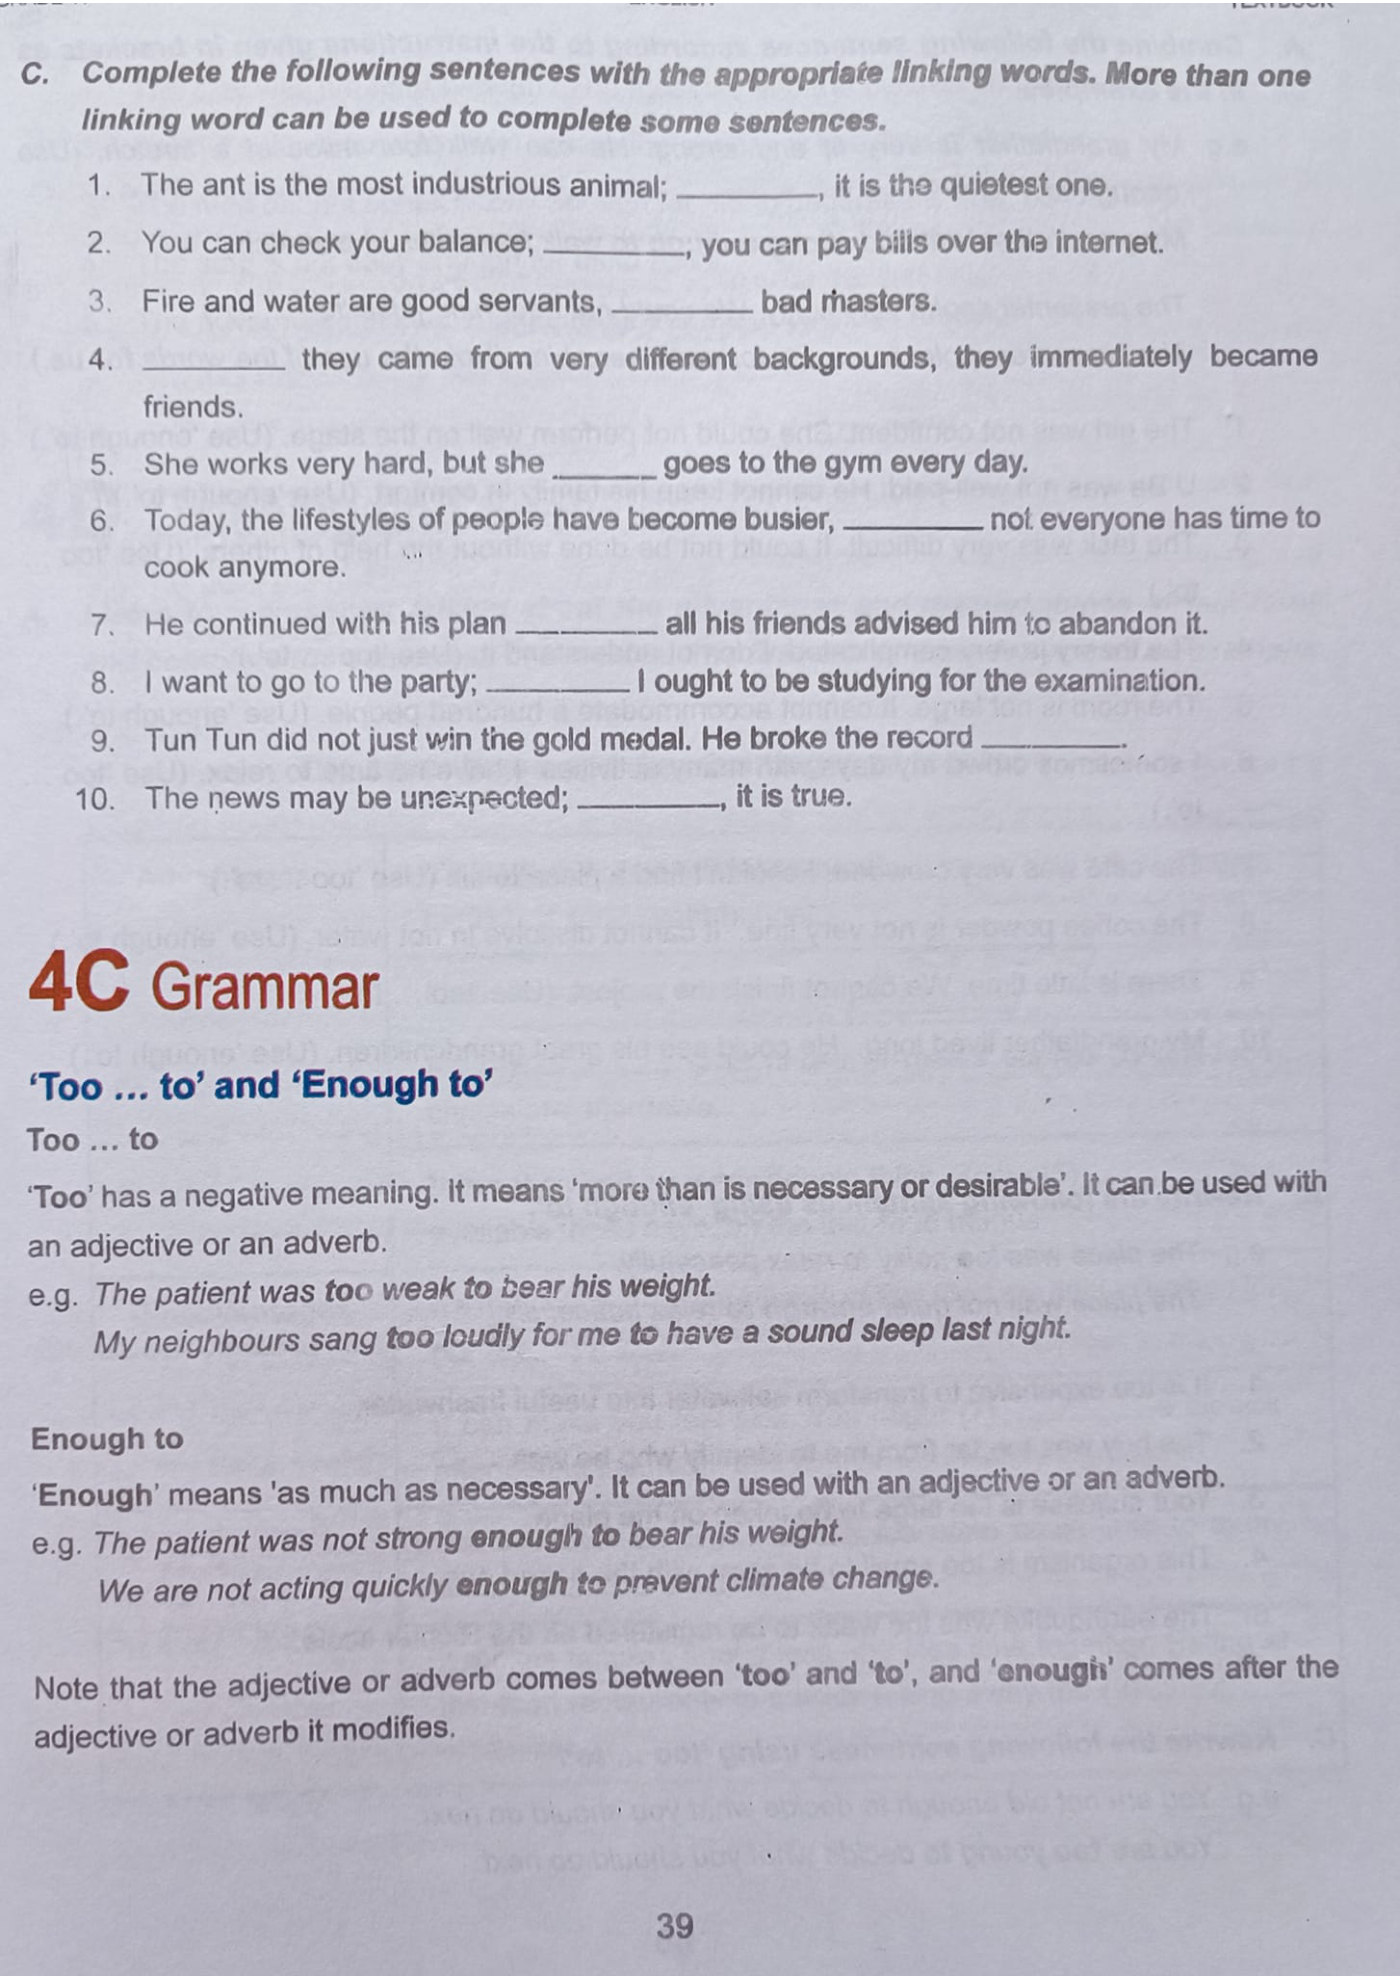 C. Complete the following sentences with the appropriate linking words. More than one
linking word can be used to complete some sentences.
1. The ant is the most industrious animal; ________, it is the quietest one.
2. You can check your balance; ________, you can pay bills over the internet.
3. Fire and water are good servants, ________ bad masters.
4. ________ they came from very different backgrounds, they immediately became
friends.
5. She works very hard, but she ______ goes to the gym every day.
6. Today, the lifestyles of people have become busier, ________ not everyone has time to
cook anymore.
7. He continued with his plan ________ all his friends advised him to abandon it.
8. I want to go to the party; ________ I ought to be studying for the examination.
9. Tun Tun did not just win the gold medal. He broke the record ________.
10. The news may be unexpected; ________, it is true.
4C Grammar
‘Too ... to’ and ‘Enough to’
Too ... to
‘Too’ has a negative meaning. It means ‘more than is necessary or desirable’. It can be used with
an adjective or an adverb.
e.g. The patient was too weak to bear his weight.
My neighbours sang too loudly for me to have a sound sleep last night.
Enough to
‘Enough’ means 'as much as necessary'. It can be used with an adjective or an adverb.
e.g. The patient was not strong enough to bear his weight.
We are not acting quickly enough to prevent climate change.
Note that the adjective or adverb comes between ‘too’ and ‘to’, and ‘enough’ comes after the
adjective or adverb it modifies.
39